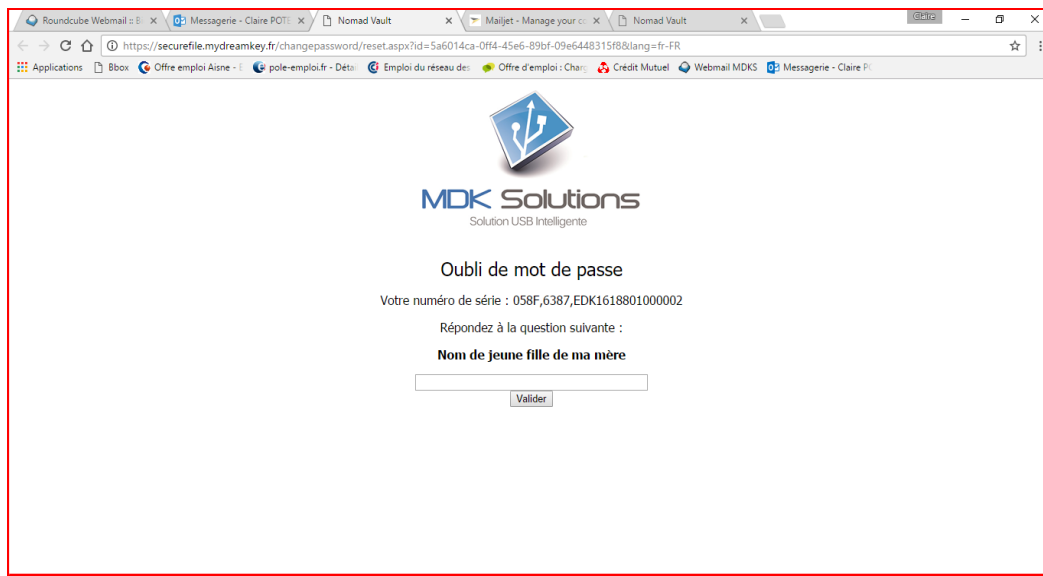 Roundcube Webmail :: B
Messagerie - Claire POTE
Nomad Vault
Mailjet - Manage your co
Nomad Vault
Claire
https://securefile.mydreamkey.fr/changepassword/reset.aspx?id=5a6014ca-0ff4-45e6-89bf-09e6448315f8&lang=fr-FR
Applications Bbox Offre emploi Aisne - pole-emploi.fr - Détai Emploi du réseau des Offre d'emploi : Charg Crédit Mutuel Webmail MDKS Messagerie - Claire P
MDK Solutions
Solution USB Intelligente
Oubli de mot de passe
Votre numéro de série : 058F,6387,EDK1618801000002
Répondez à la question suivante :
Nom de jeune fille de ma mère
Valider